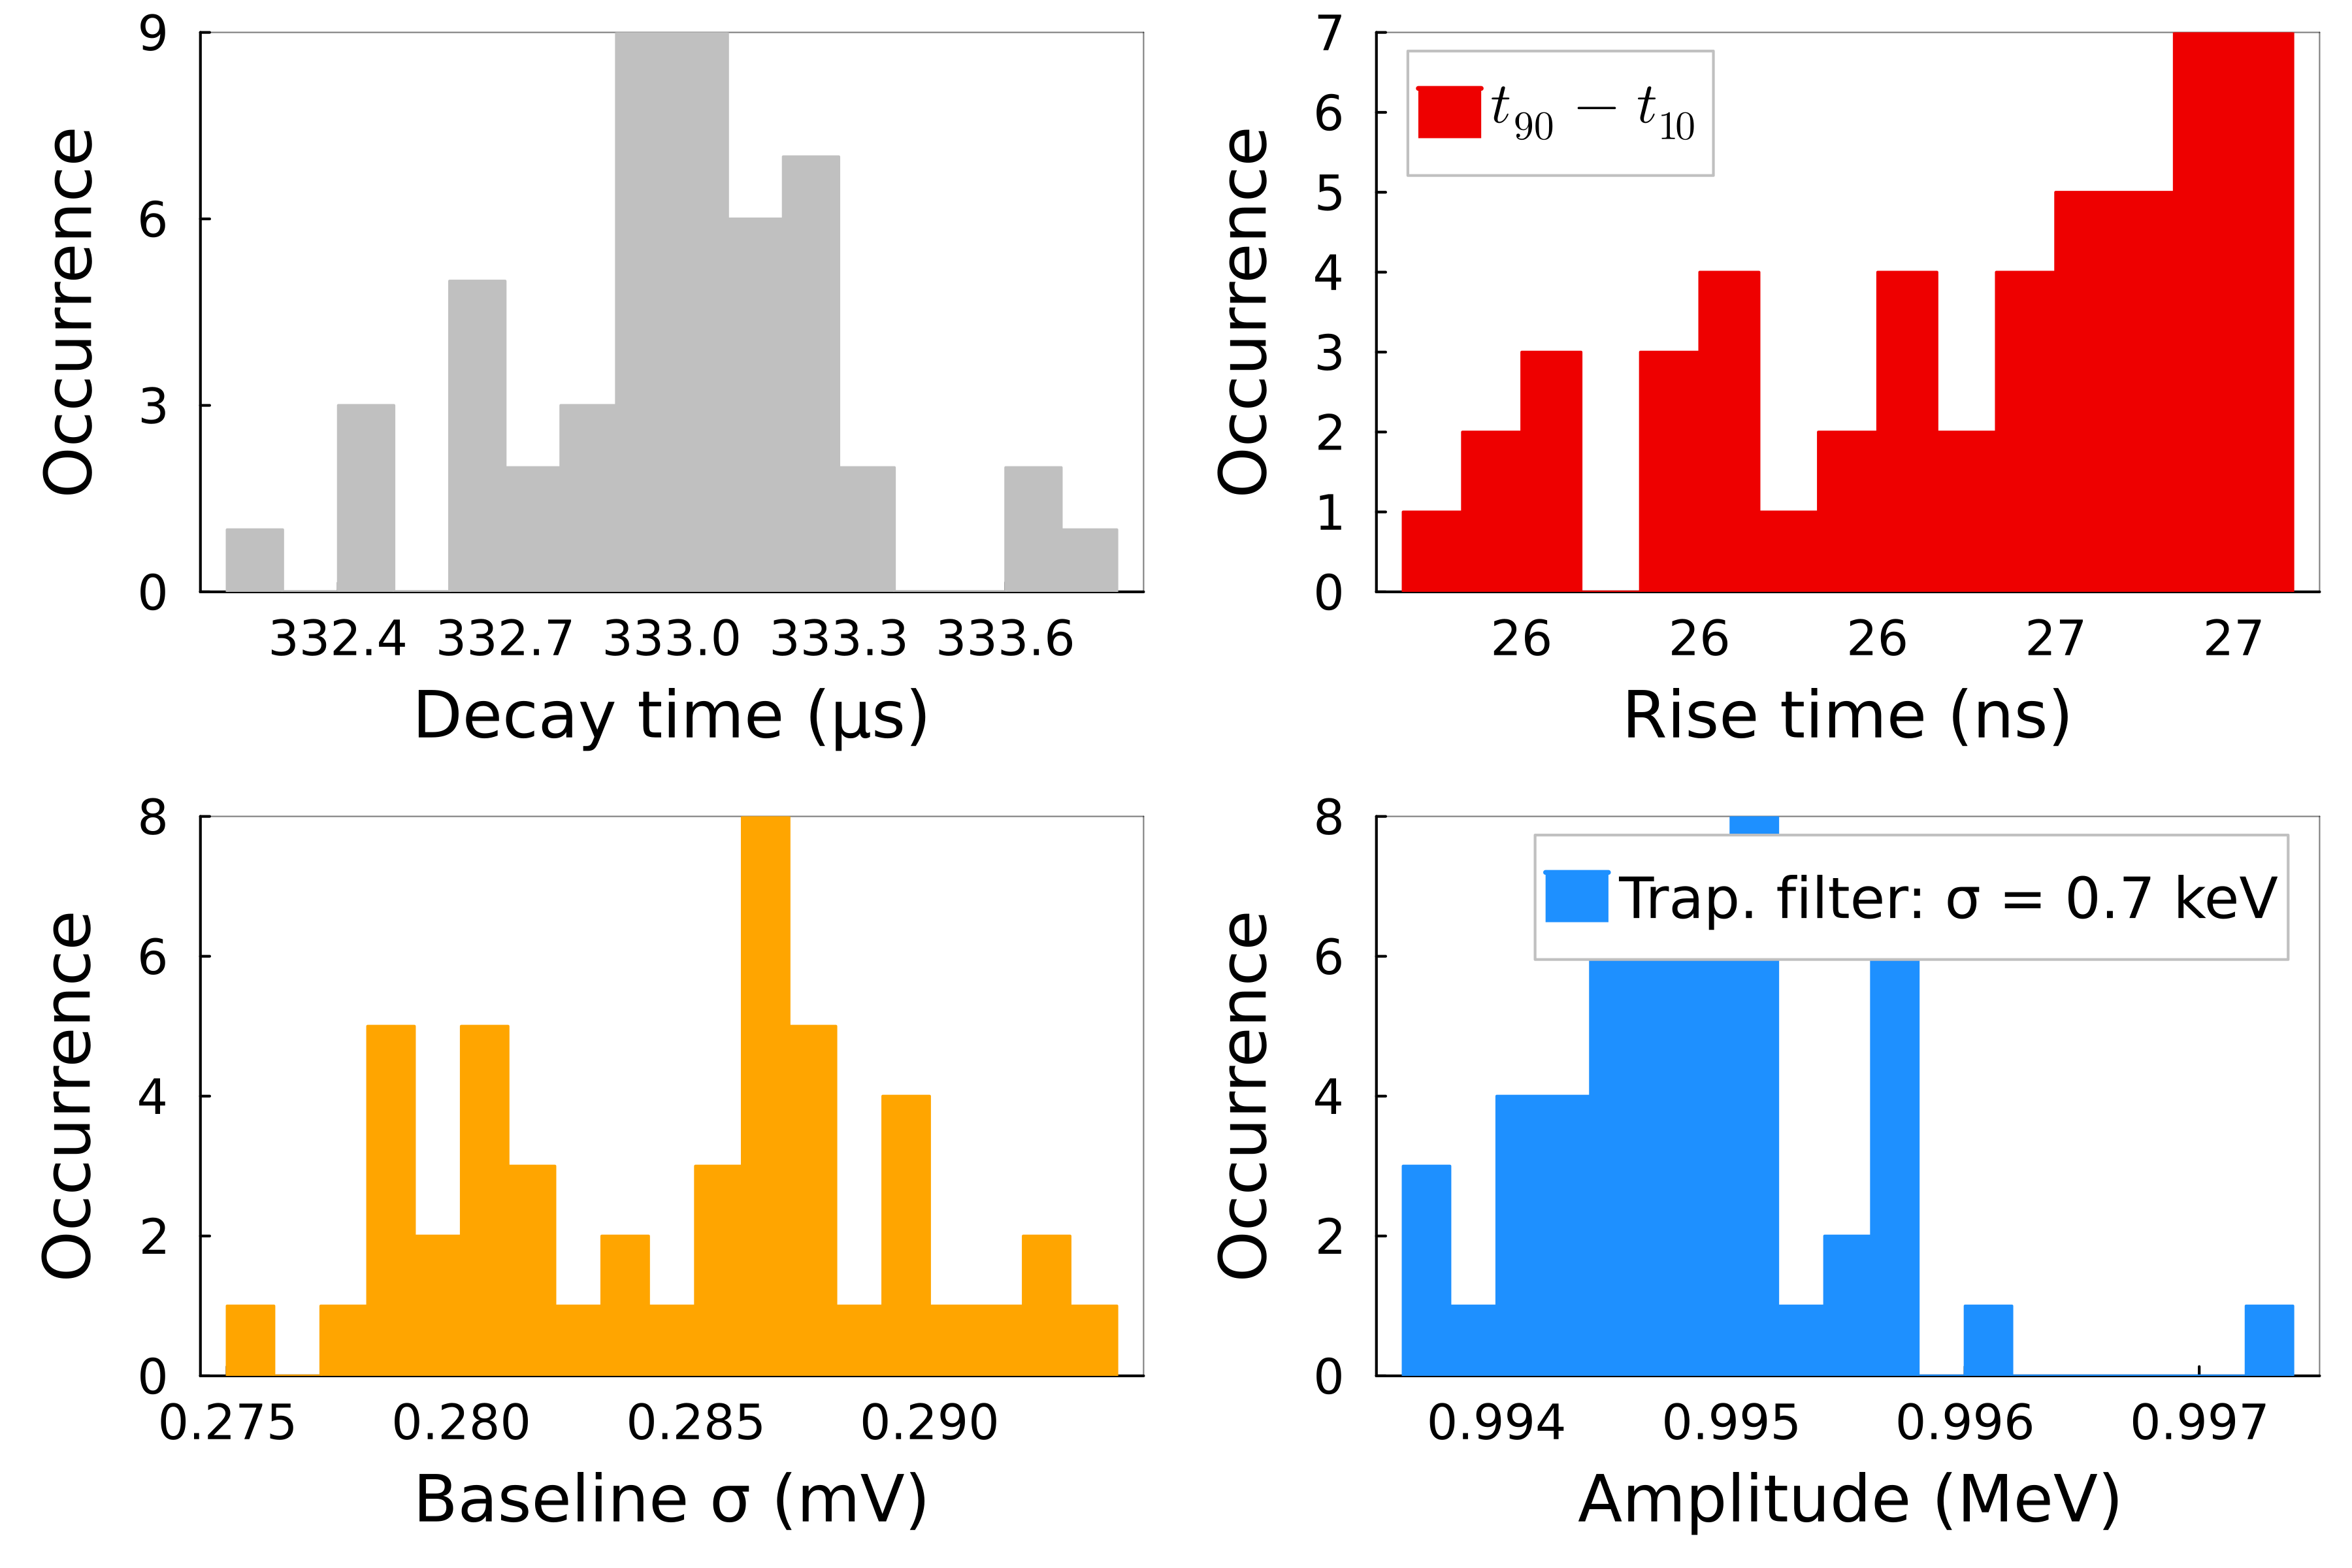 Occurrence
9
6
3
0
332.4 332.7 333.0 333.3 333.6
Decay time (μs)
Occurrence
7
6
5
4
3
2
1
0
t90 − t10
26 26 26 27 27
Rise time (ns)
Occurrence
8
6
4
2
0
0.275 0.280 0.285 0.290
Baseline σ (mV)
Occurrence
8
6
4
2
0
Trap. filter: σ = 0.7 keV
0.994 0.995 0.996 0.997
Amplitude (MeV)